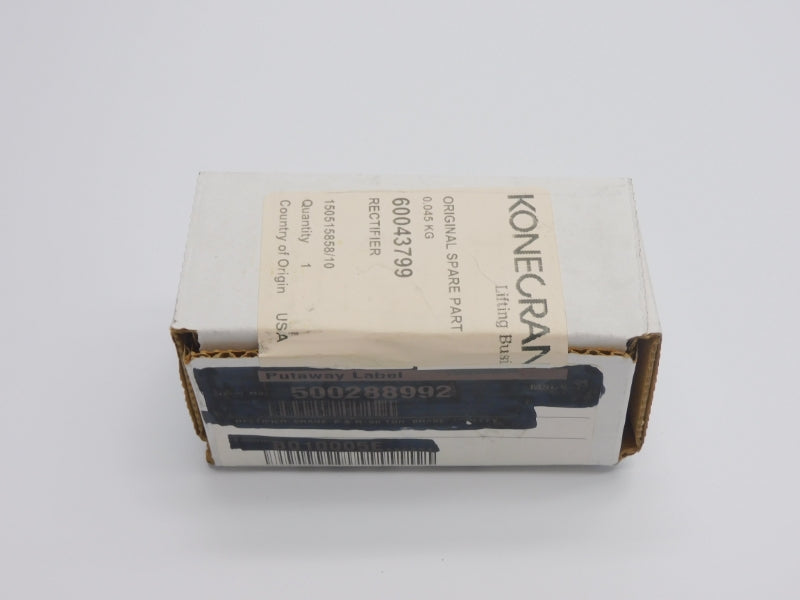 KONECRAN
Lifting Busi
ORIGINAL SPARE PART
0.045 KG
60043799
RECTIFIER
150515858/10
Quantity 1
Country of Origin USA
Putaway Label
500288992